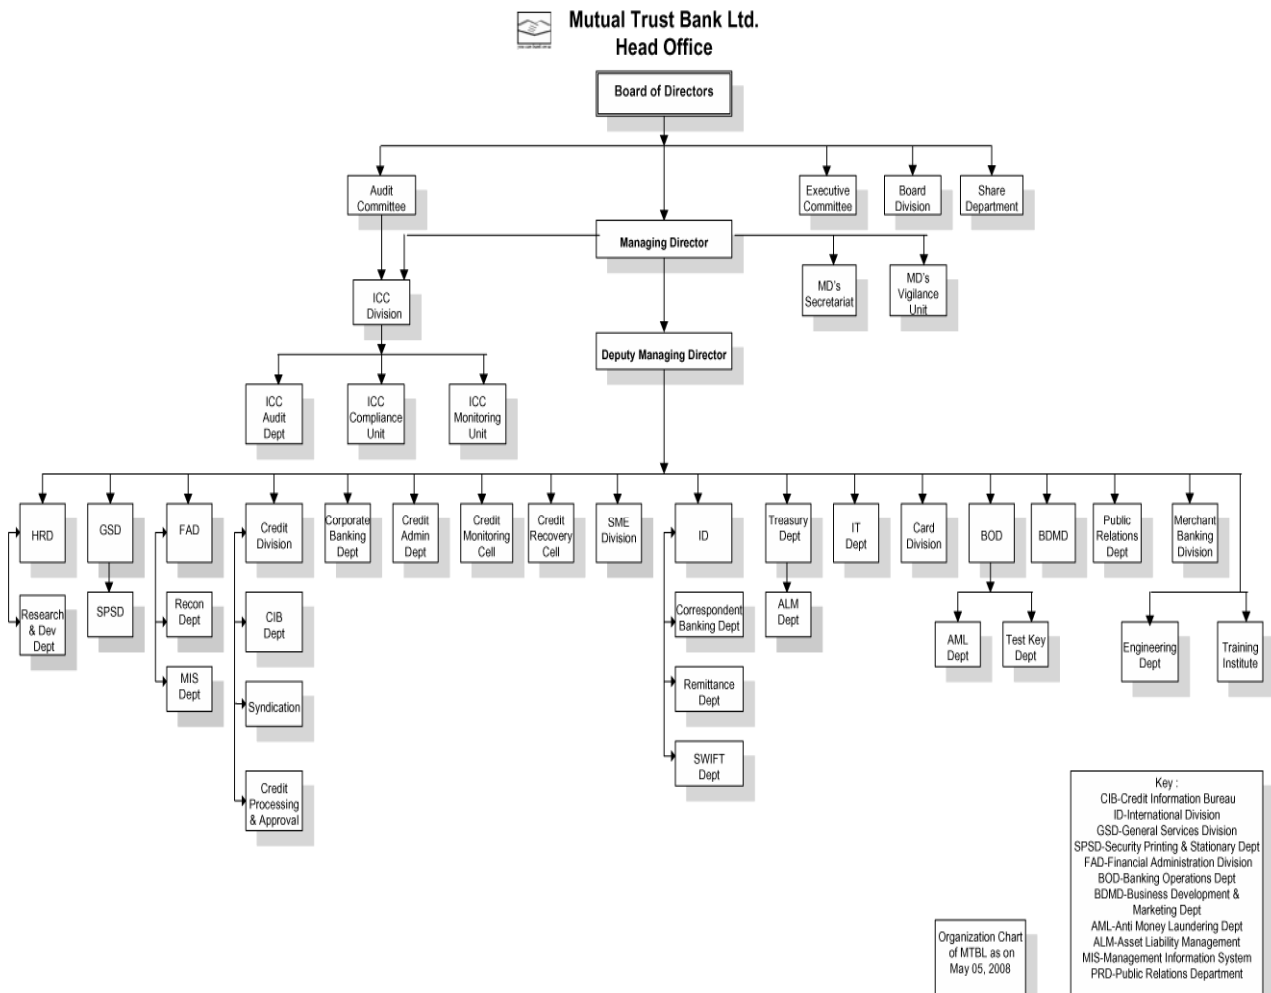 Mutual Trust Bank Ltd.
Head Office
Board of Directors
Audit
Committee
Executive
Committee
Board
Division
Share
Department
Managing Director
ICC
Division
MD's
Secretariat
MD's
Vigilance
Unit
Deputy Managing Director
ICC
Audit
Dept
ICC
Compliance
Unit
ICC
Monitoring
Unit
HRD
GSD
FAD
Credit
Division
Corporate
Banking
Dept
Credit
Admin
Dept
Credit
Monitoring
Cell
Credit
Recovery
Cell
SME
Division
ID
Treasury
Dept
IT
Dept
Card
Division
BOD
BDMD
Public
Relations
Dept
Merchant
Banking
Division
Research
& Dev
Dept
SPSD
Recon
Dept
CIB
Dept
Correspondent
Banking Dept
ALM
Dept
AML
Dept
Test Key
Dept
Engineering
Dept
Training
Institute
MIS
Dept
Syndication
Remittance
Dept
SWIFT
Dept
Credit
Processing
& Approval
Key :
CIB-Credit Information Bureau
ID-International Division
GSD-General Services Division
SPSD-Security Printing & Stationary Dept
FAD-Financial Administration Division
BOD-Banking Operations Dept
BDMD-Business Development &
Marketing Dept
AML-Anti Money Laundering Dept
ALM-Asset Liability Management
MIS-Management Information System
PRD-Public Relations Department
Organization Chart
of MTBL as on
May 05, 2008